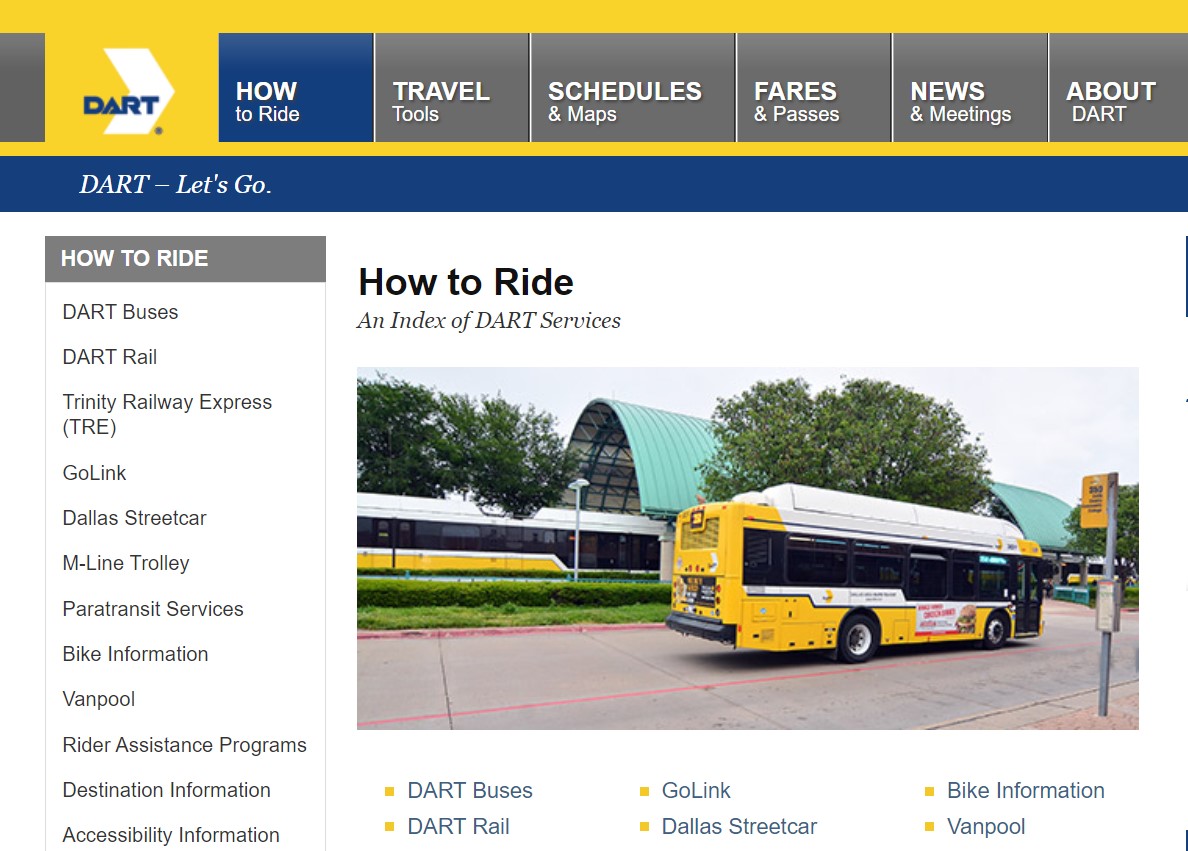 DART
®
HOW
to Ride
TRAVEL
Tools
SCHEDULES
& Maps
FARES
& Passes
NEWS
& Meetings
ABOUT
DART
DART – Let's Go.
HOW TO RIDE
DART Buses
DART Rail
Trinity Railway Express
(TRE)
GoLink
Dallas Streetcar
M-Line Trolley
Paratransit Services
Bike Information
Vanpool
Rider Assistance Programs
Destination Information
Accessibility Information
How to Ride
An Index of DART Services
DART Buses
GoLink
Bike Information
DART Rail
Dallas Streetcar
Vanpool